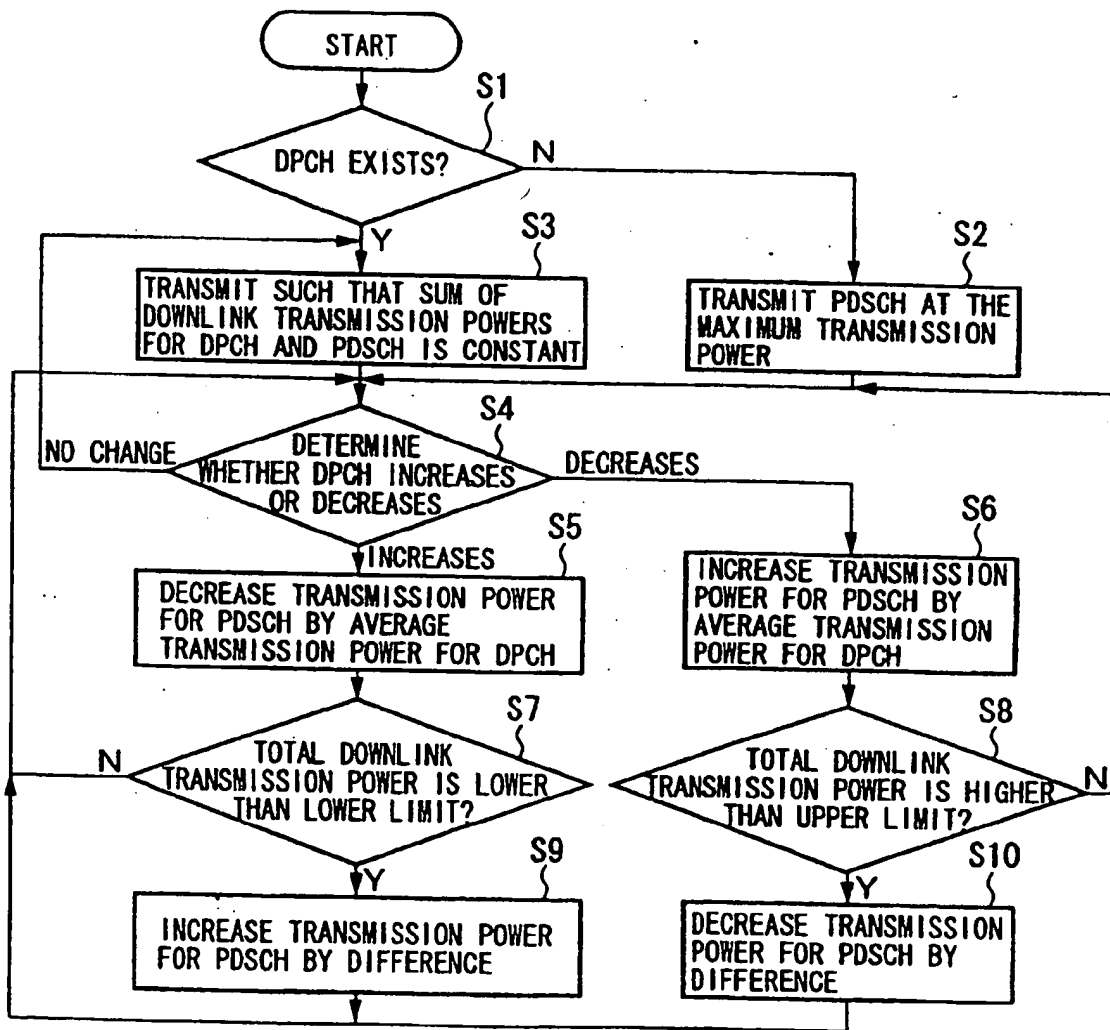 START
S1
DPCH EXISTS?
N
Y
S3
TRANSMIT SUCH THAT SUM OF
DOWNLINK TRANSMISSION POWERS
FOR DPCH AND PDSCH IS CONSTANT
S2
TRANSMIT PDSCH AT THE
MAXIMUM TRANSMISSION
POWER
S4
NO CHANGE
DETERMINE
WHETHER DPCH INCREASES
OR DECREASES
DECREASES
INCREASES
S5
DECREASE TRANSMISSION POWER
FOR PDSCH BY AVERAGE
TRANSMISSION POWER FOR DPCH
S6
INCREASE TRANSMISSION
POWER FOR PDSCH BY
AVERAGE TRANSMISSION
POWER FOR DPCH
S7
N
TOTAL DOWNLINK
TRANSMISSION POWER IS LOWER
THAN LOWER LIMIT?
Y
S8
TOTAL DOWNLINK
TRANSMISSION POWER IS HIGHER
THAN UPPER LIMIT?
N
Y
S9
INCREASE TRANSMISSION POWER
FOR PDSCH BY DIFFERENCE
S10
DECREASE TRANSMISSION
POWER FOR PDSCH BY
DIFFERENCE